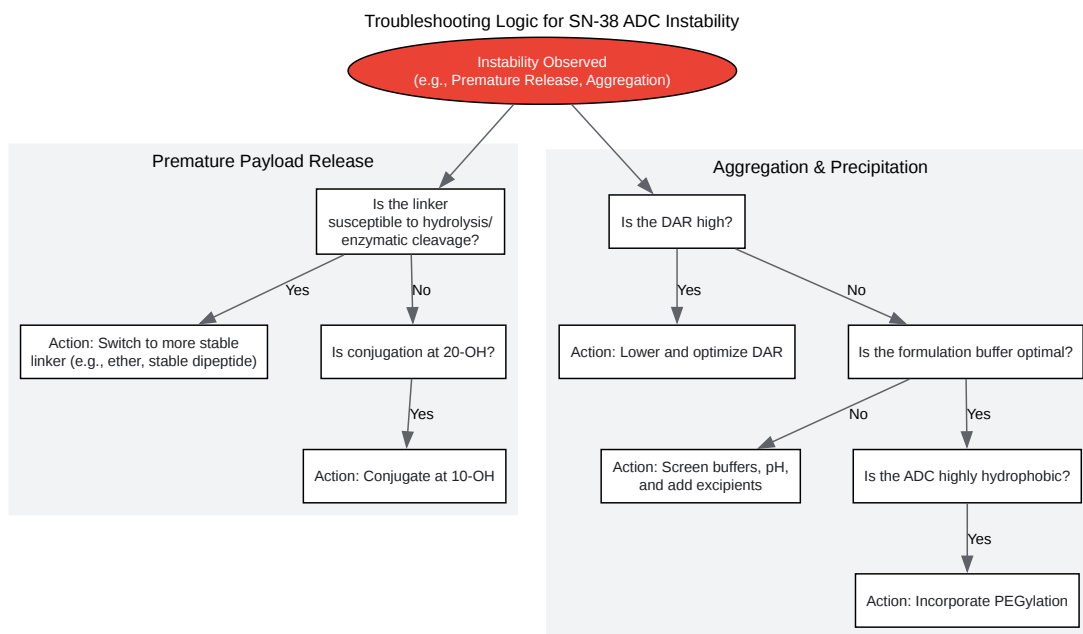 Troubleshooting Logic for SN-38 ADC Instability
Instability Observed
(e.g., Premature Release, Aggregation)
Premature Payload Release
Is the linker
susceptible to hydrolysis/
enzymatic cleavage?
Yes
No
Action: Switch to more stable
linker (e.g., ether, stable dipeptide)
Is conjugation at 20-OH?
Yes
Action: Conjugate at 10-OH
Aggregation & Precipitation
Is the DAR high?
Yes
No
Action: Lower and optimize DAR
Is the formulation buffer optimal?
No
Yes
Action: Screen buffers, pH,
and add excipients
Is the ADC highly hydrophobic?
Yes
Action: Incorporate PEGylation